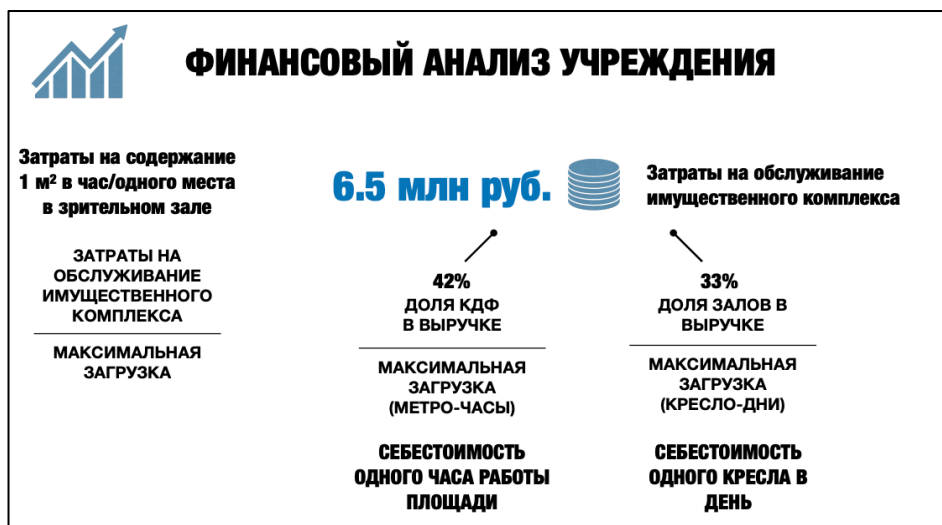 ФИНАНСОВЫЙ АНАЛИЗ УЧРЕЖДЕНИЯ
Затраты на содержание
1 м² в час/одного места
в зрительном зале
ЗАТРАТЫ НА
ОБСЛУЖИВАНИЕ
ИМУЩЕСТВЕННОГО
КОМПЛЕКСА
МАКСИМАЛЬНАЯ
ЗАГРУЗКА
6.5 млн руб.
Затраты на обслуживание
имущественного комплекса
42%
ДОЛЯ КДФ
В ВЫРУЧКЕ
МАКСИМАЛЬНАЯ
ЗАГРУЗКА
(МЕТРО-ЧАСЫ)
СЕБЕСТОИМОСТЬ
ОДНОГО ЧАСА РАБОТЫ
ПЛОЩАДИ
33%
ДОЛЯ ЗАЛОВ В
ВЫРУЧКЕ
МАКСИМАЛЬНАЯ
ЗАГРУЗКА
(КРЕСЛО-ДНИ)
СЕБЕСТОИМОСТЬ
ОДНОГО КРЕСЛА В
ДЕНЬ